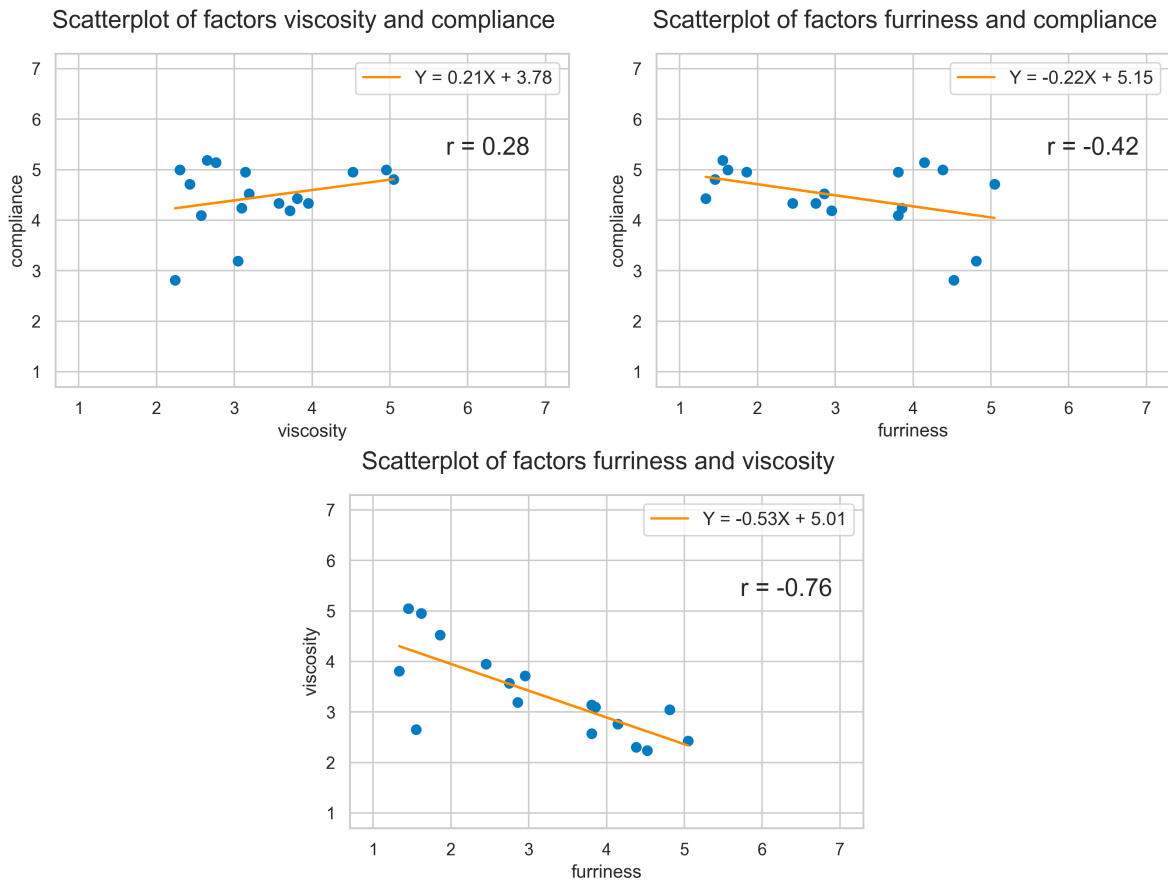 Scatterplot of factors viscosity and compliance
Y = 0.21X + 3.78
r = 0.28
compliance
7
6
5
4
3
2
1
1 2 3 4 5 6 7
viscosity
Scatterplot of factors furriness and compliance
Y = -0.22X + 5.15
r = -0.42
compliance
7
6
5
4
3
2
1
1 2 3 4 5 6 7
furriness
Scatterplot of factors furriness and viscosity
Y = -0.53X + 5.01
r = -0.76
viscosity
7
6
5
4
3
2
1
1 2 3 4 5 6 7
furriness